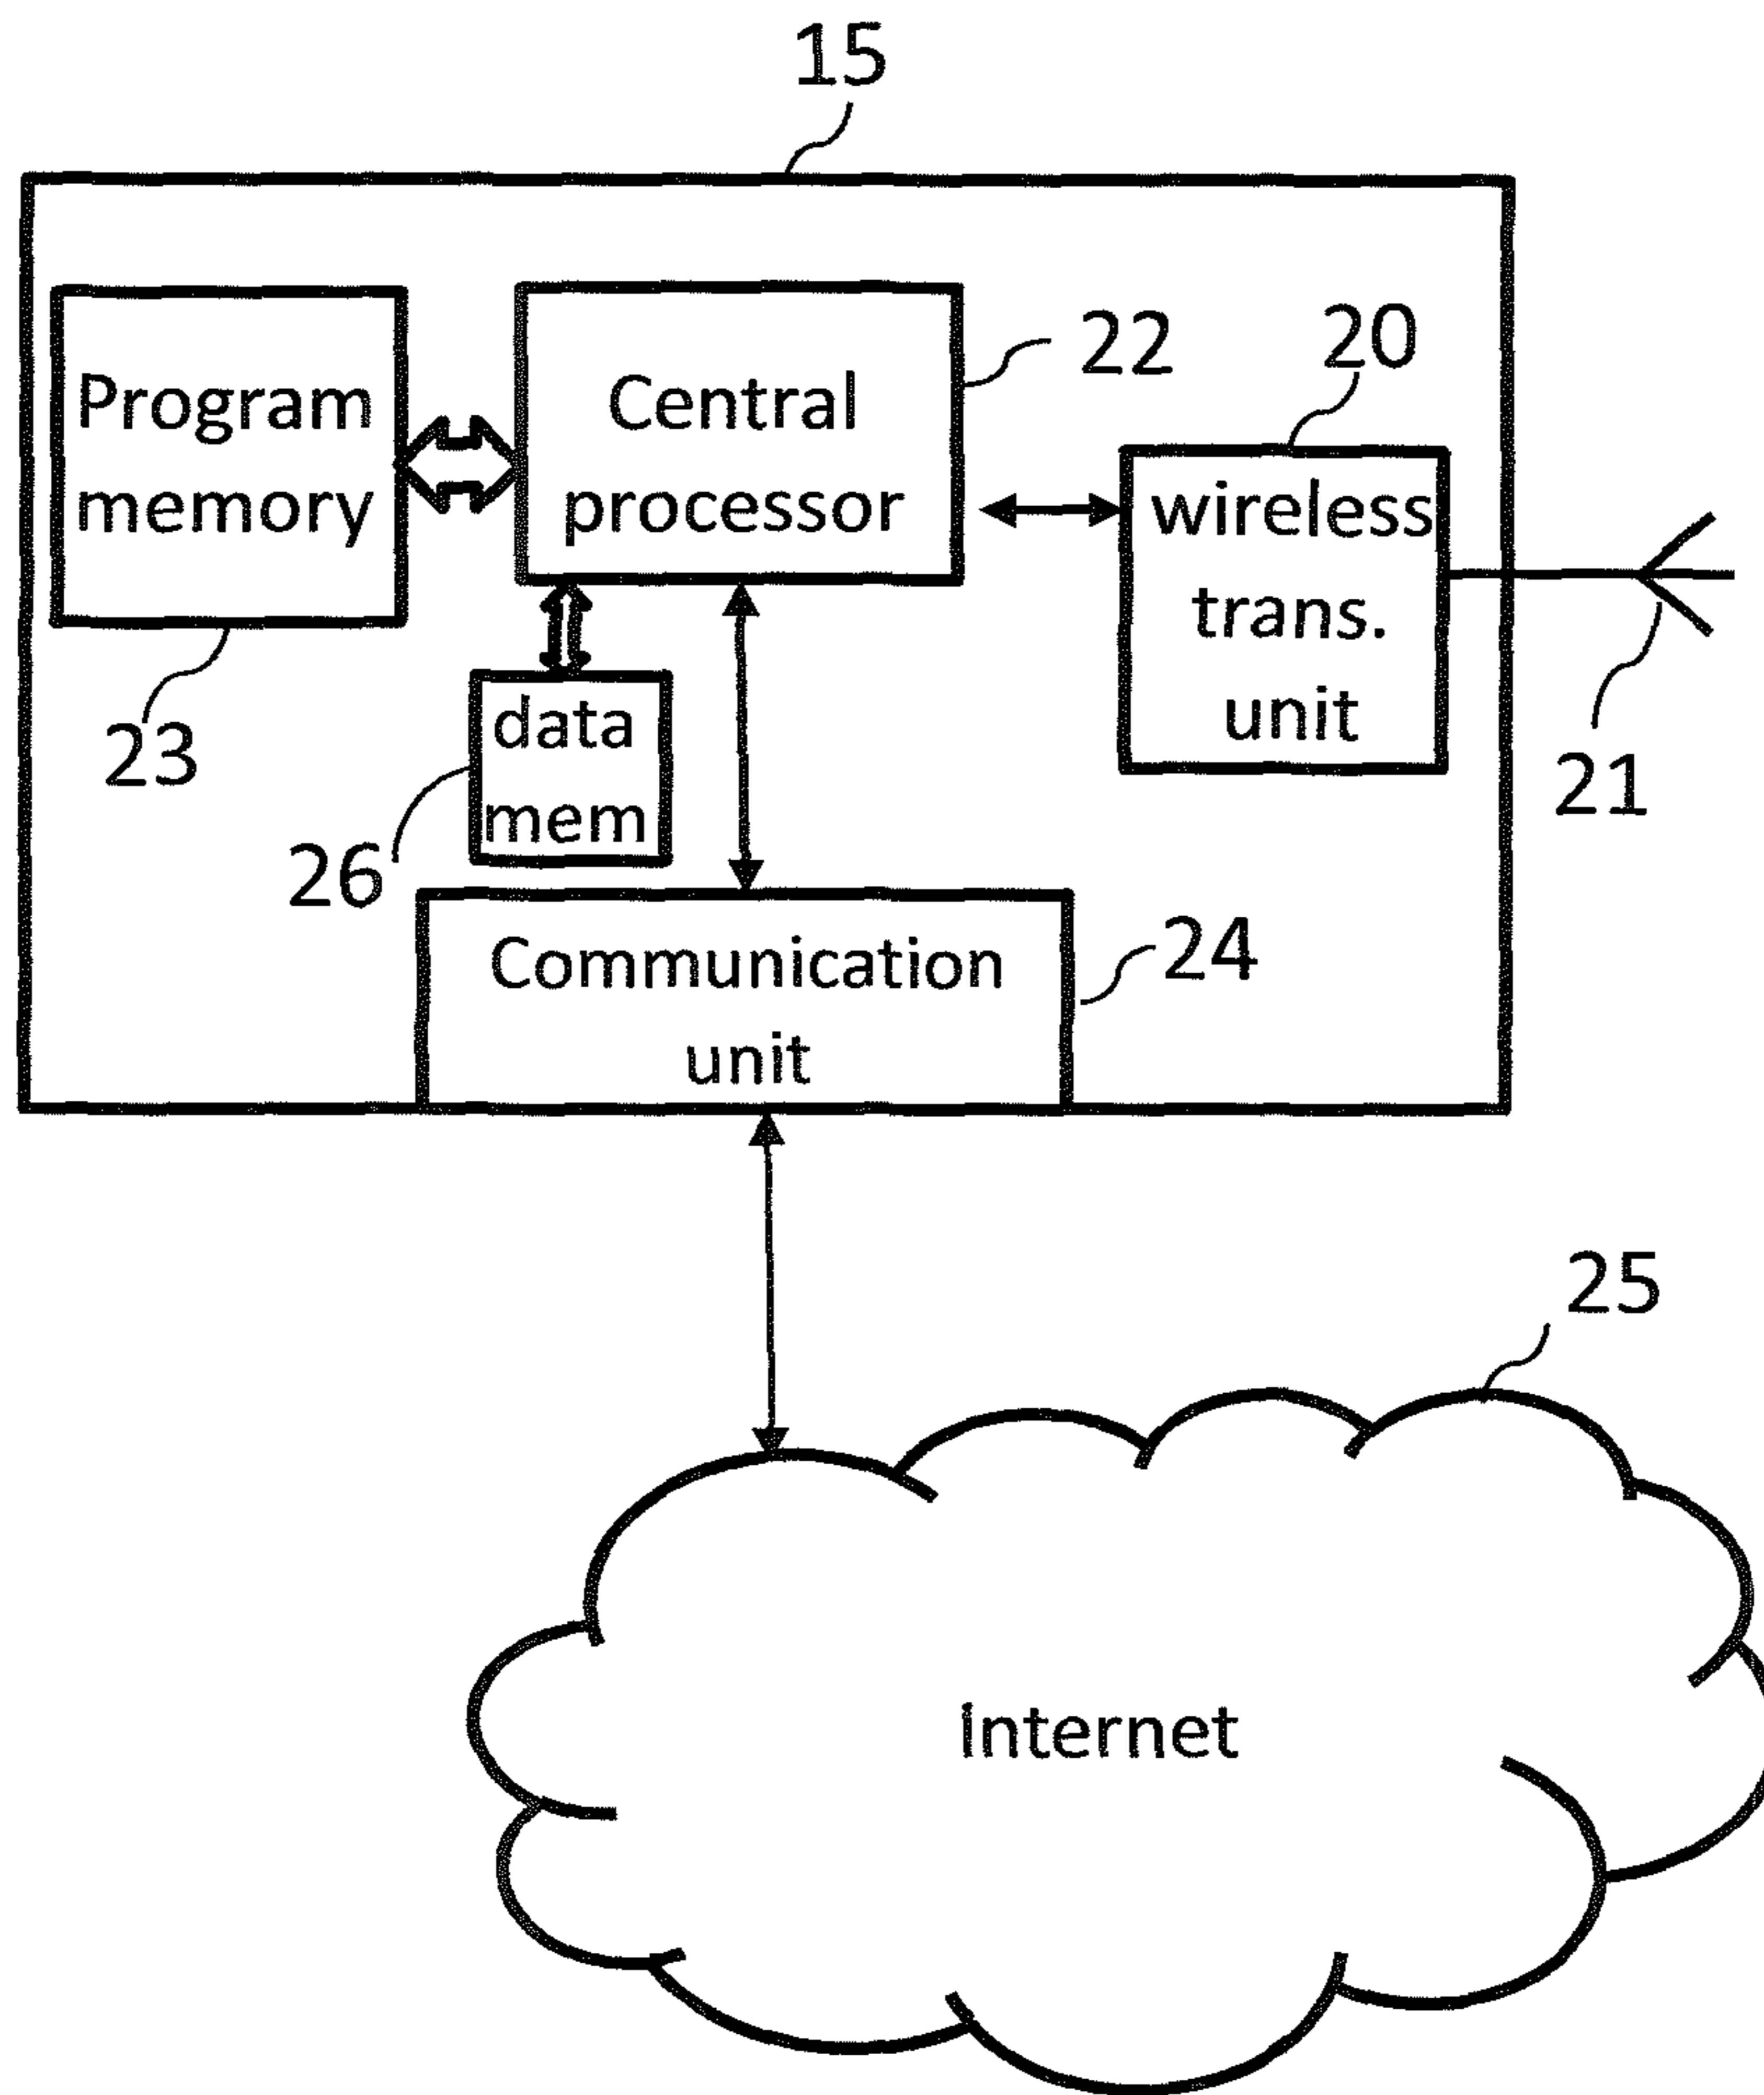 15
Program
memory
Central
processor
22
20
wireless
trans.
unit
21
23
data
mem
26
Communication
unit
24
25
Internet